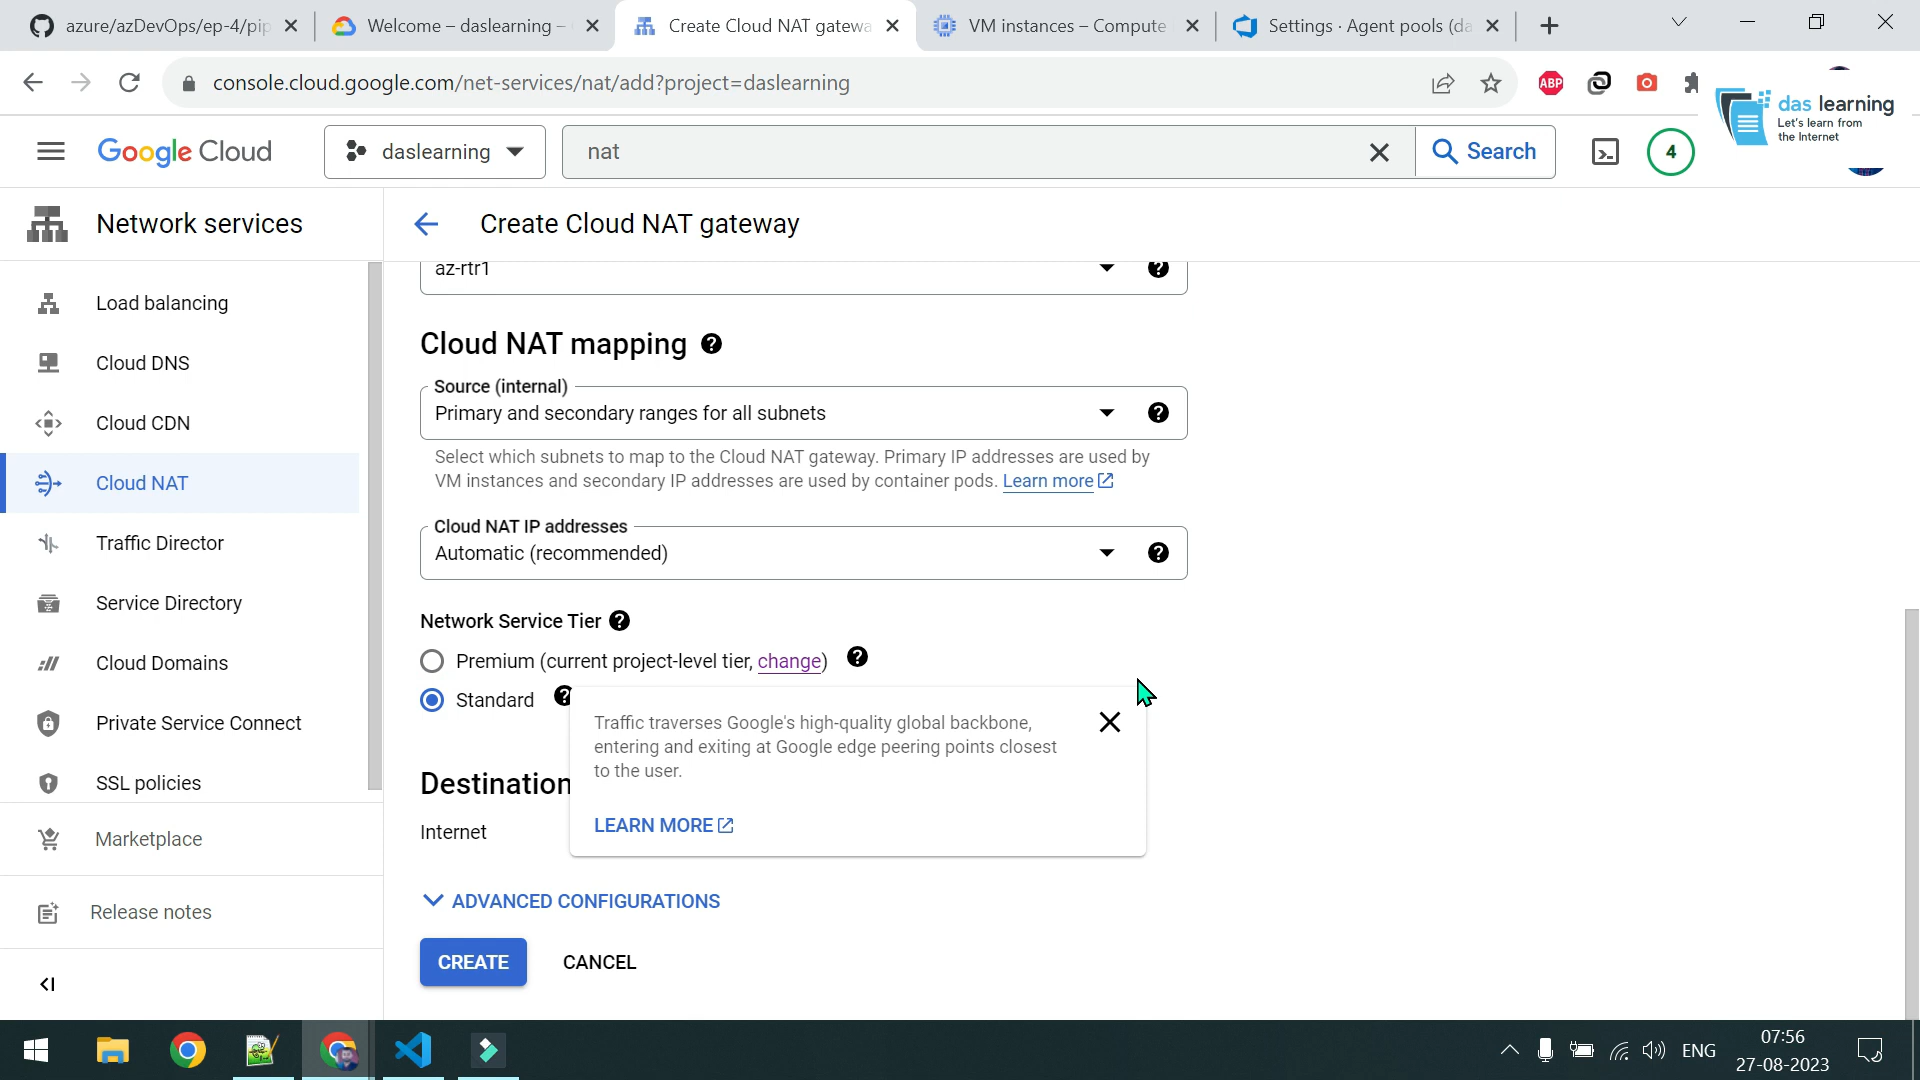 azure/azDevOps/ep-4/pip
Welcome – daslearning –
Create Cloud NAT gatewa
VM instances – Compute
Settings · Agent pools (da
console.cloud.google.com/net-services/nat/add?project=daslearning
ABP
das learning
Let's learn from
the Internet
Google Cloud
daslearning
nat
Search
4
Network services
Create Cloud NAT gateway
Load balancing
Cloud DNS
Cloud CDN
Cloud NAT
Traffic Director
Service Directory
Cloud Domains
Private Service Connect
SSL policies
Marketplace
Release notes
az-rtr1
Cloud NAT mapping
Source (internal)
Primary and secondary ranges for all subnets
Select which subnets to map to the Cloud NAT gateway. Primary IP addresses are used by
VM instances and secondary IP addresses are used by container pods. Learn more
Cloud NAT IP addresses
Automatic (recommended)
Network Service Tier
Premium (current project-level tier, change)
Standard
Traffic traverses Google's high-quality global backbone,
entering and exiting at Google edge peering points closest
to the user.
LEARN MORE
Destination
Internet
ADVANCED CONFIGURATIONS
CREATE
CANCEL
ENG
07:56
27-08-2023